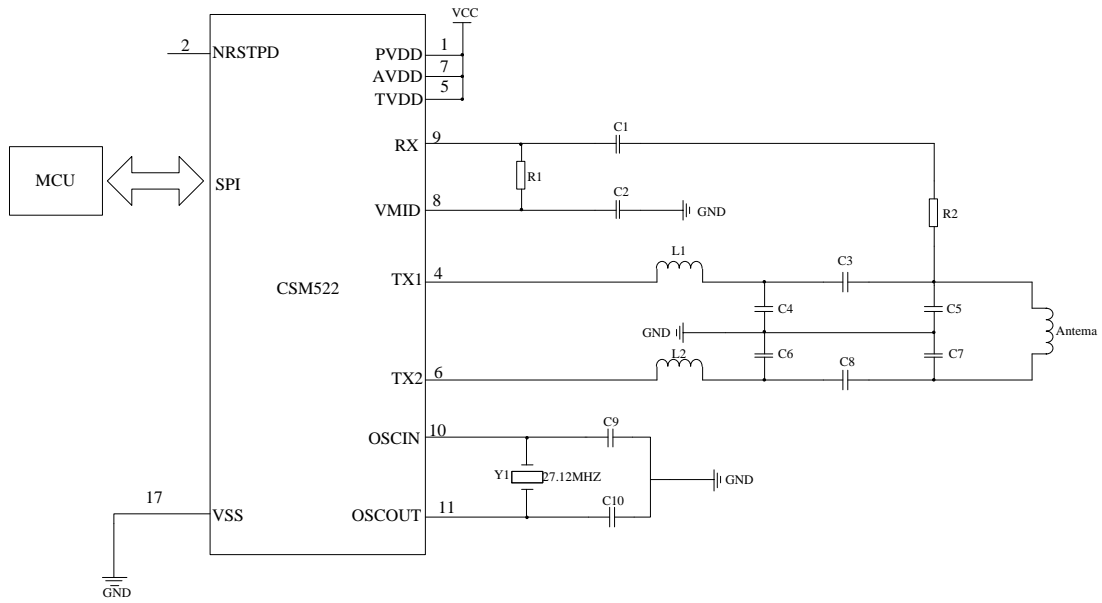 VCC
2
NRSTPD
PVDD
1
AVDD
7
TVDD
5
RX
9
C1
R1
MCU
SPI
C2
VMID
8
GND
R2
L1
TX1
4
C3
CSM522
C4
C5
GND
Antema
L2
C6
C7
C8
TX2
6
C9
OSCIN
10
Y1
27.12MHZ
GND
C10
17
VSS
OSCOUT
11
GND